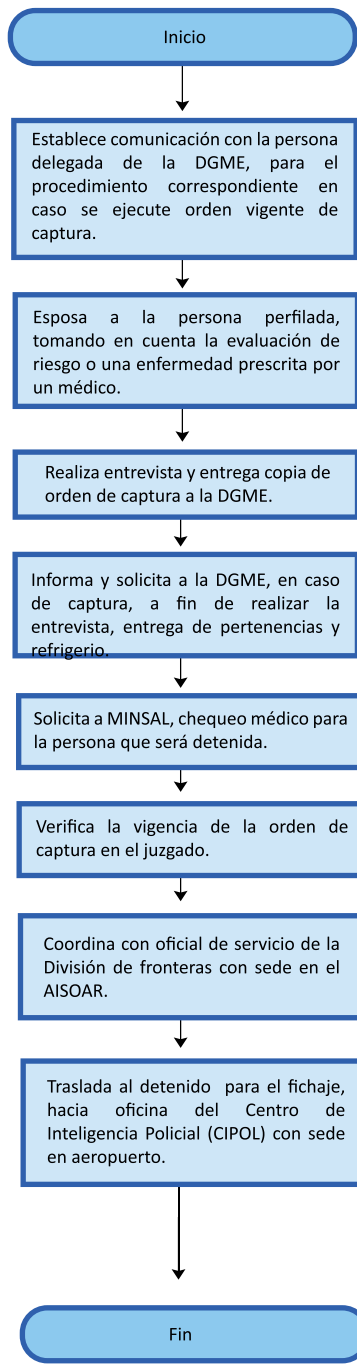 Inicio
Establece comunicación con la persona
delegada de la DGME, para el
procedimiento correspondiente en
caso se ejecute orden vigente de
captura.
Esposa a la persona perfilada,
tomando en cuenta la evaluación de
riesgo o una enfermedad prescrita por
un médico.
Realiza entrevista y entrega copia de
orden de captura a la DGME.
Informa y solicita a la DGME, en caso
de captura, a fin de realizar la
entrevista, entrega de pertenencias y
refrigerio.
Solicita a MINSAL, chequeo médico para
la persona que será detenida.
Verifica la vigencia de la orden de
captura en el juzgado.
Coordina con oficial de servicio de la
División de fronteras con sede en el
AISOAR.
Traslada al detenido para el fichaje,
hacia oficina del Centro de
Inteligencia Policial (CIPOL) con sede
en aeropuerto.
Fin